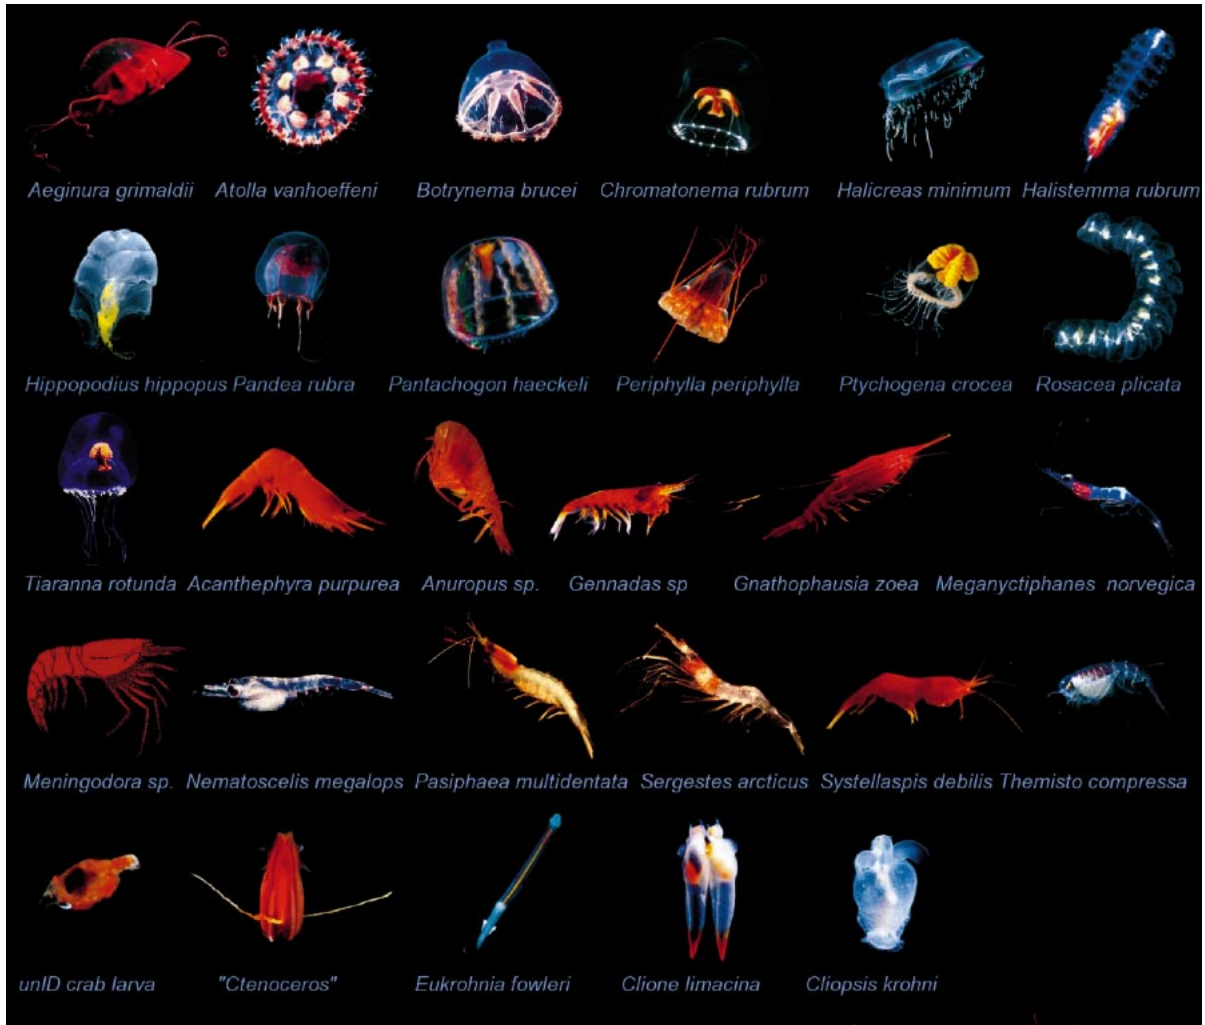 Aeginura grimaldii Atolla vanhoeffeni Botrynema brucei Chromatonema rubrum Halicreas minimum Halistemma rubrum
Hippopodius hippopus Pandea rubra Pantachogon haeckeli Periphylla periphylla Ptychogena crocea Rosacea plicata
Tiaranna rotunda Acanthephyra purpurea Anuropus sp. Gennadas sp Gnathophausia zoea Meganyctiphanes norvegica
Meningodora sp. Nematoscelis megalops Pasiphaea multidentata Sergestes arcticus Systellaspis debilis Themisto compressa
unID crab larva "Ctenoceros" Eukrohnia fowleri Clione limacina Cliopsis krohni